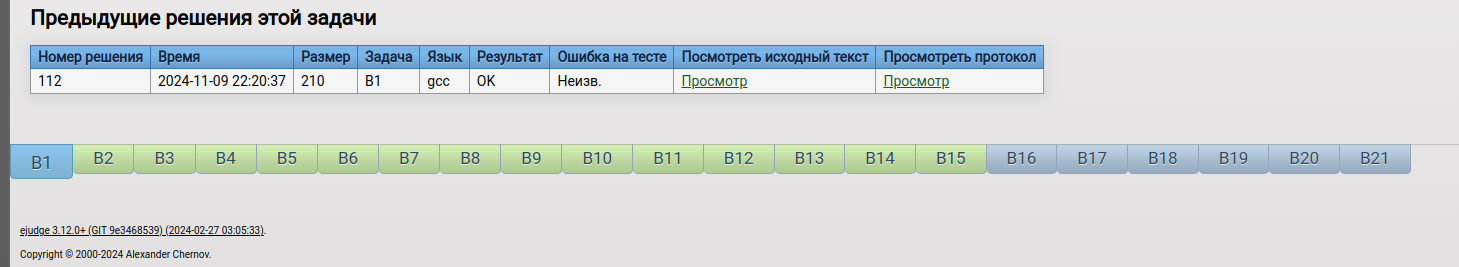 Предыдущие решения этой задачи
Номер решения Время Размер Задача Язык Результат Ошибка на тесте Посмотреть исходный текст Просмотреть протокол
112 2024-11-09 22:20:37 210 B1 gcc OK Неизв. Просмотр Просмотр
B1 B2 B3 B4 B5 B6 B7 B8 B9 B10 B11 B12 B13 B14 B15 B16 B17 B18 B19 B20 B21
ejudge 3.12.0+ (GIT 9e3468539) (2024-02-27 03:05:33).
Copyright © 2000-2024 Alexander Chernov.